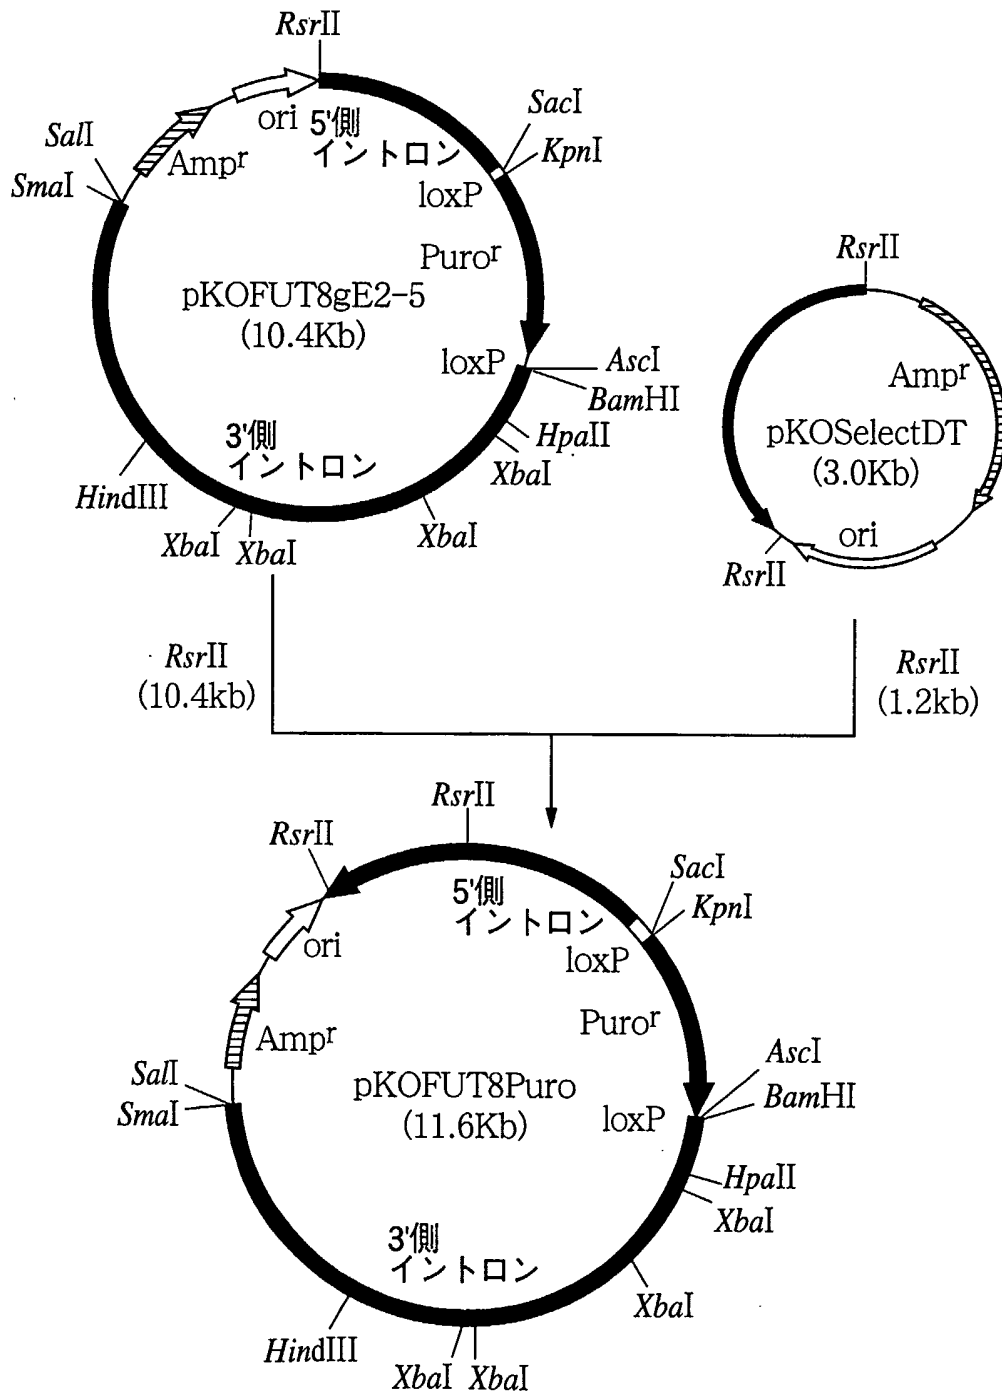 RsrII
SacI
KpnI
ori
5'側
イントロン
SalI
Ampr
SmaI
loxP
Puror
RsrII
pKOFUT8gE2-5
(10.4Kb)
loxP
AscI
BamHI
Ampr
HpaII
pKOSelectDT
(3.0Kb)
3'側
イントロン
XbaI
HindIII
XbaI
XbaI
XbaI
ori
RsrII
RsrII
(10.4kb)
RsrII
(1.2kb)
RsrII
RsrII
SacI
KpnI
5'側
イントロン
ori
loxP
Puror
Ampr
AscI
SalI
pKOFUT8Puro
BamHI
SmaI
(11.6Kb)
loxP
HpaII
XbaI
3'側
イントロン
XbaI
HindIII
XbaI
XbaI